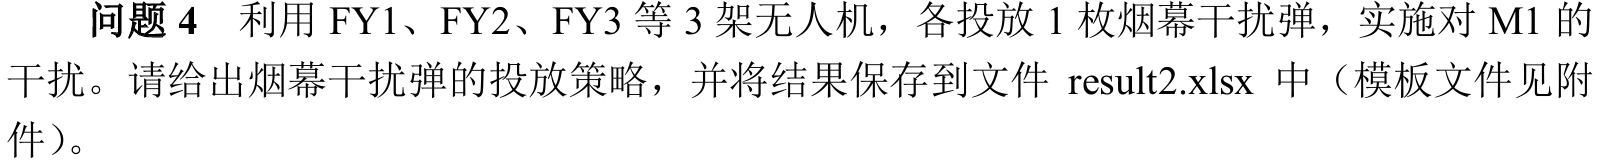 问题 4 利用 FY1、FY2、FY3 等 3 架无人机，各投放 1 枚烟幕干扰弹，实施对 M1 的
干扰。请给出烟幕干扰弹的投放策略，并将结果保存到文件 result2.xlsx 中（模板文件见附
件）。